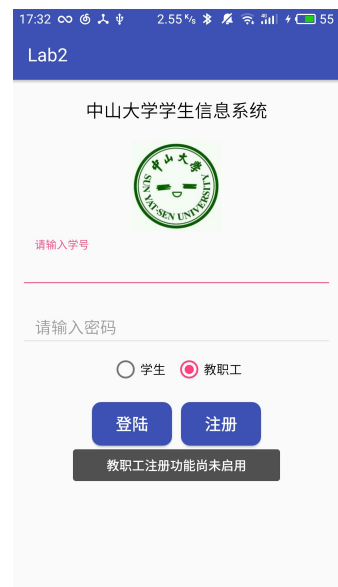 17:32 2.55 K/s 55
Lab2
中山大学学生信息系统
中山大学
SUN YAT-SEN UNIVERSITY
请输入学号
请输入密码
学生 教职工
登陆 注册
教职工注册功能尚未启用